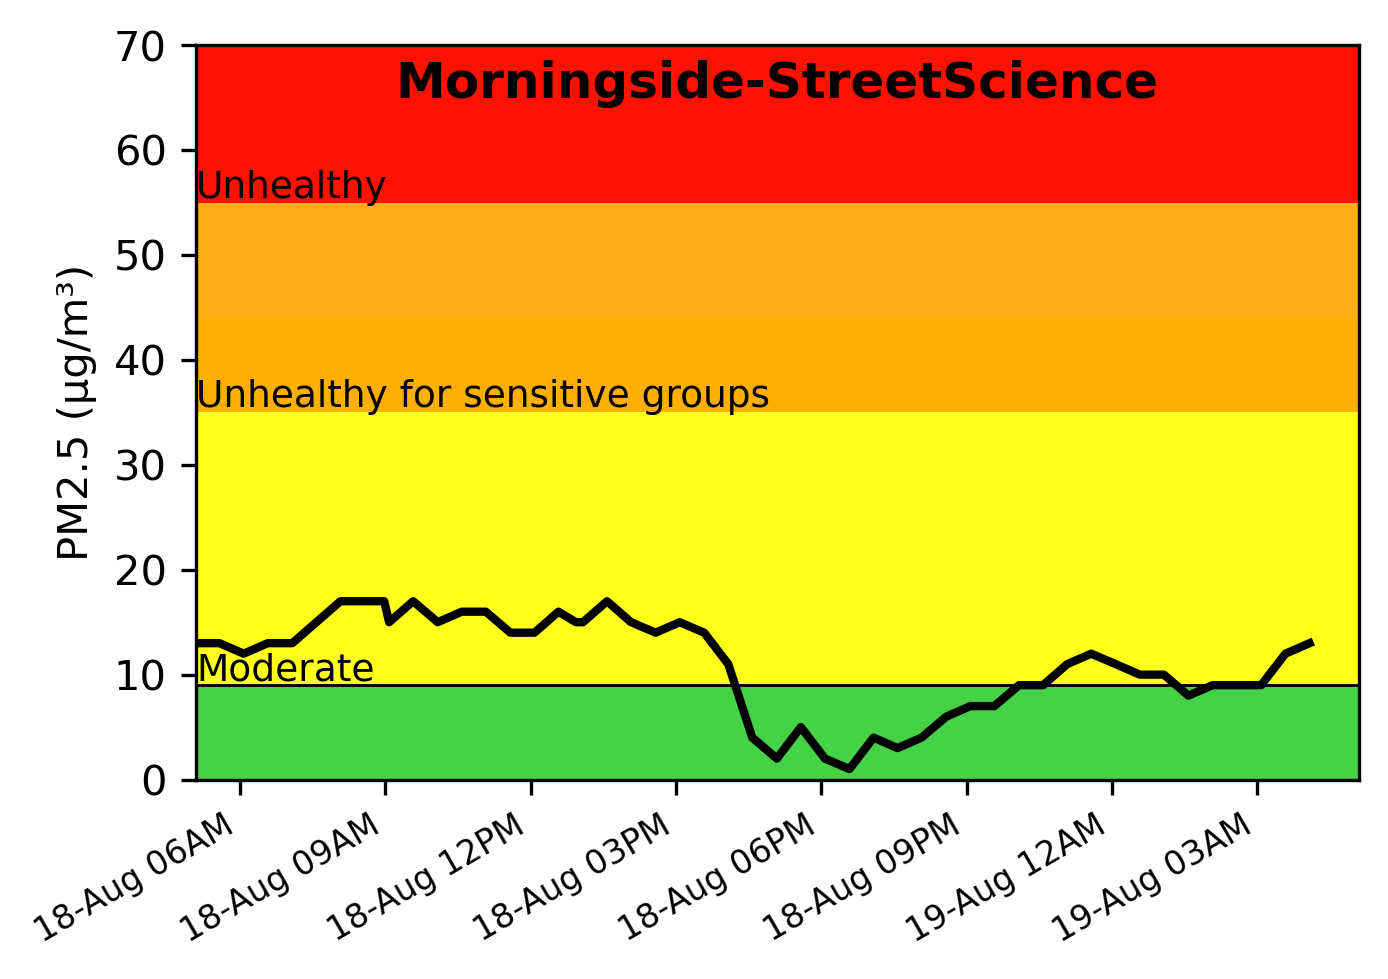 Morningside-StreetScience
PM2.5 (µg/m³)
70
60
50
40
30
20
10
0
Unhealthy
Unhealthy for sensitive groups
Moderate
18-Aug 06AM
18-Aug 09AM
18-Aug 12PM
18-Aug 03PM
18-Aug 06PM
18-Aug 09PM
19-Aug 12AM
19-Aug 03AM